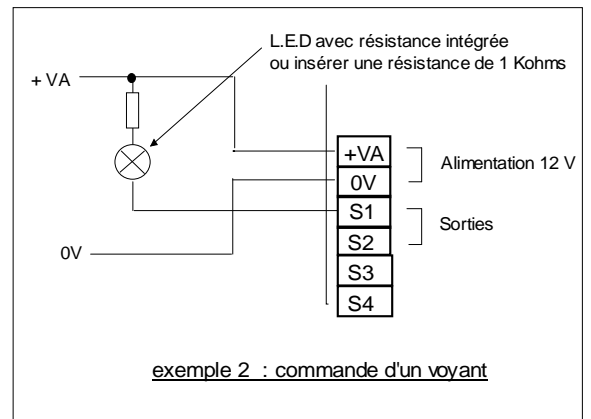 L.E.D avec résistance intégrée
ou insérer une résistance de 1 Kohms
+ VA
+VA
0V
Alimentation 12 V
S1
S2
Sorties
0V
S3
S4
exemple 2 : commande d'un voyant